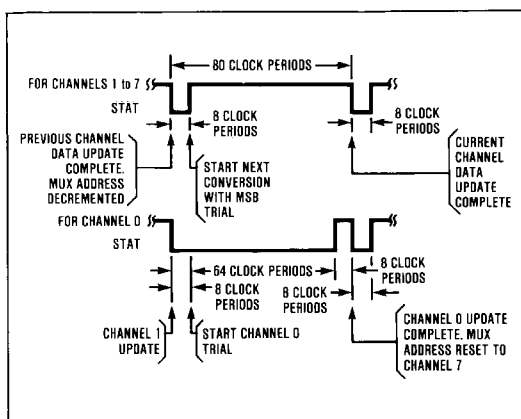 80 CLOCK PERIODS
FOR CHANNELS 1 to 7
STAT
8 CLOCK
PERIODS
8 CLOCK
PERIODS
PREVIOUS CHANNEL
DATA UPDATE
COMPLETE.
MUX ADDRESS
DECREMENTED
START NEXT
CONVERSION
WITH MSB
TRIAL
CURRENT
CHANNEL
DATA
UPDATE
COMPLETE
FOR CHANNEL 0
STAT
64 CLOCK PERIODS
8 CLOCK
PERIODS
8 CLOCK
PERIODS
8 CLOCK
PERIODS
CHANNEL 1
UPDATE
START CHANNEL 0
TRIAL
CHANNEL 0 UPDATE
COMPLETE. MUX
ADDRESS RESET TO
CHANNEL 7